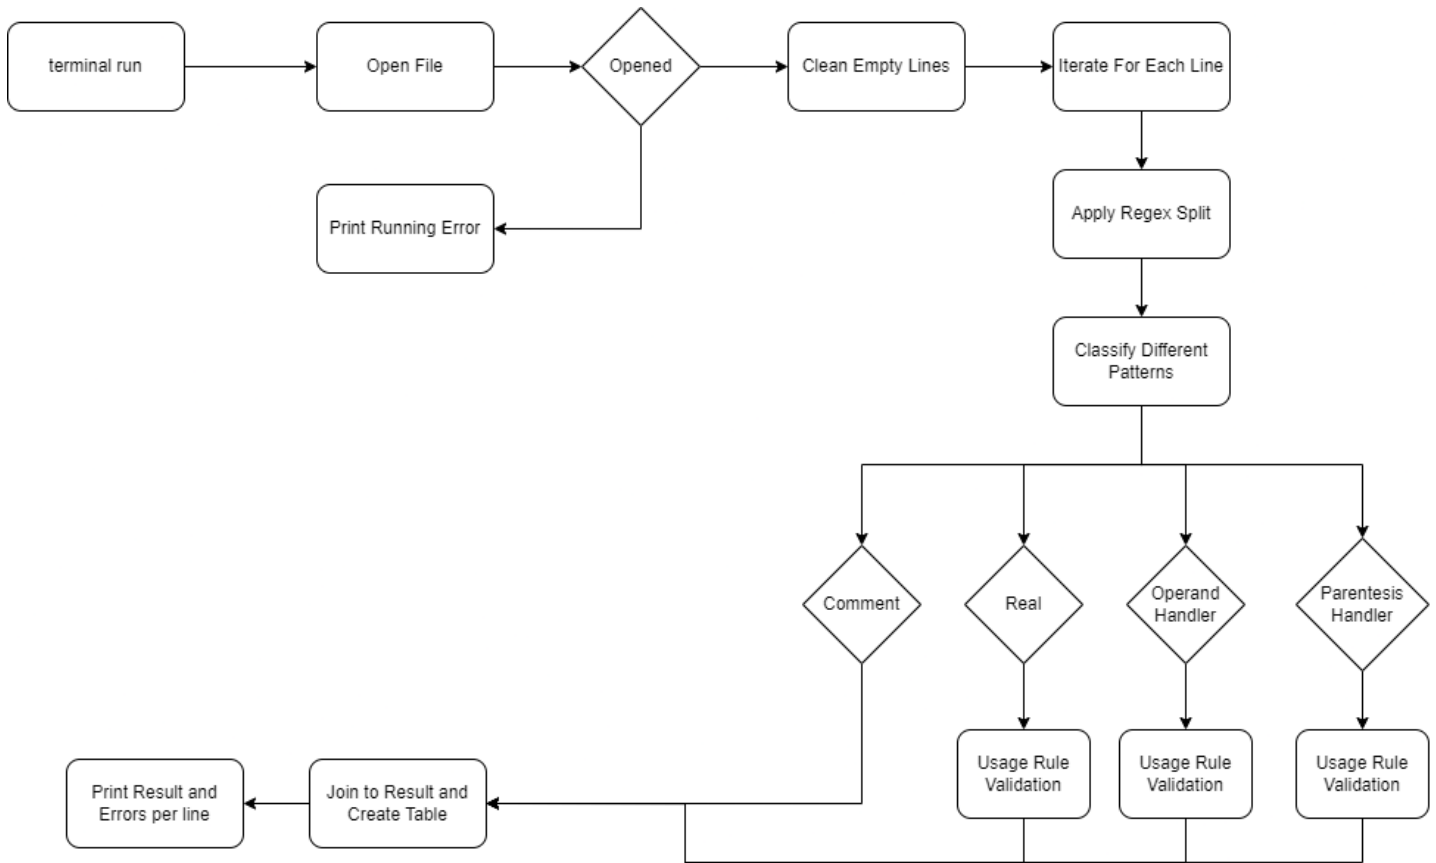 terminal run
Open File
Opened
Clean Empty Lines
Iterate For Each Line
Print Running Error
Apply Regex Split
Classify Different
Patterns
Comment
Real
Operand
Handler
Parentesis
Handler
Usage Rule
Validation
Usage Rule
Validation
Usage Rule
Validation
Print Result and
Errors per line
Join to Result and
Create Table